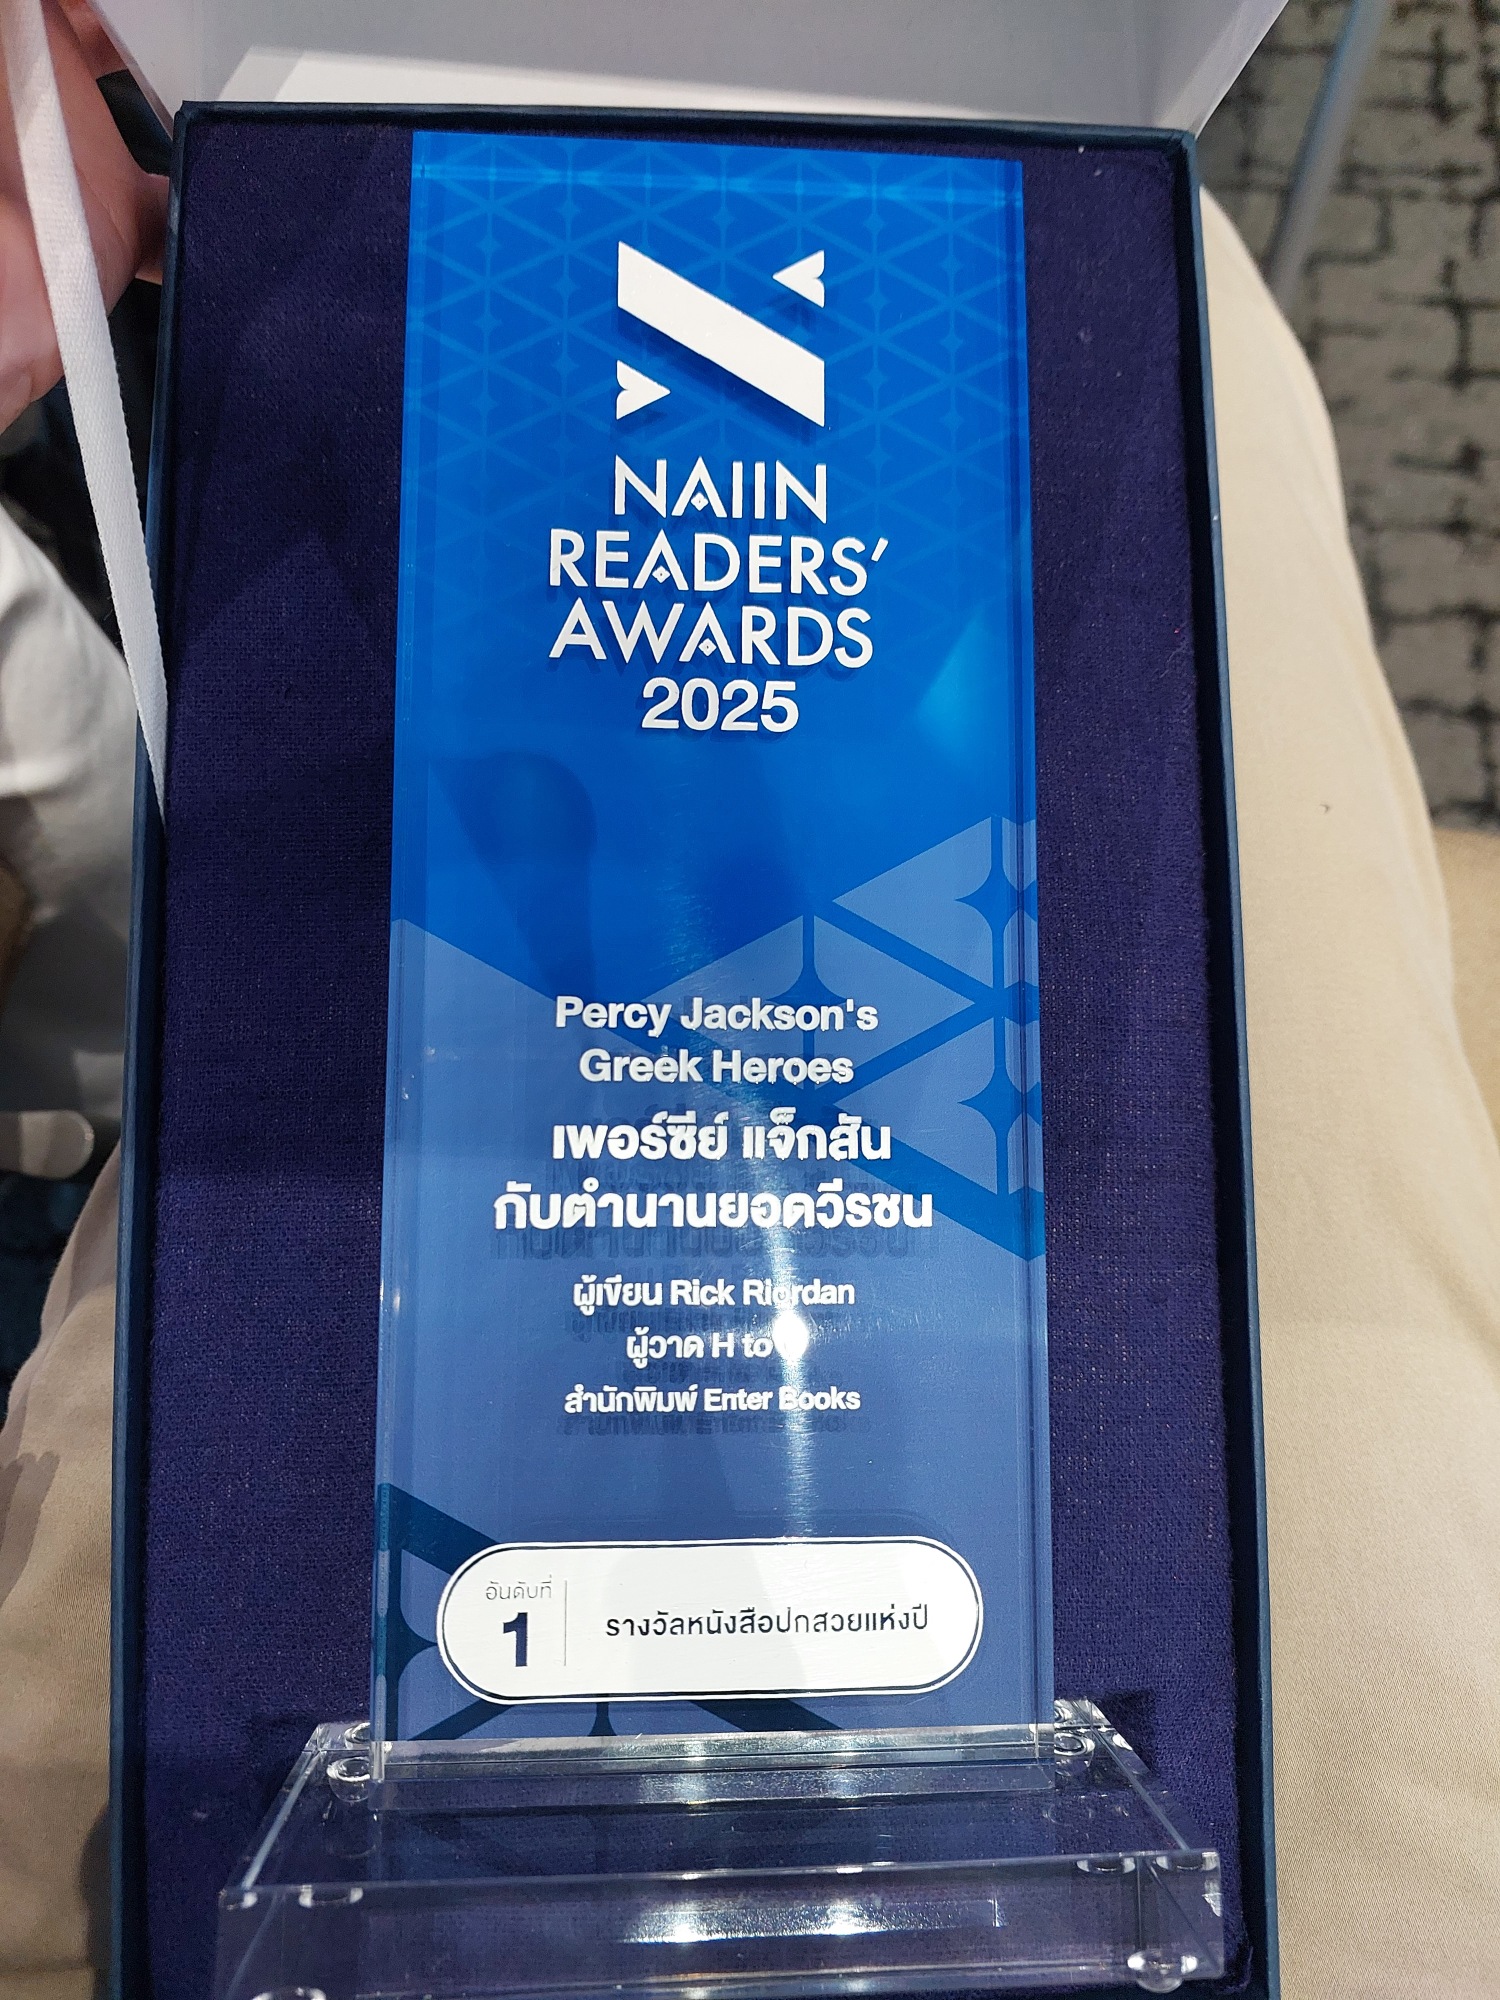 NAIIN
READERS'
AWARDS
2025
Percy Jackson's
Greek Heroes
เพอร์ซีย์ แจ็กสัน
กับตำนานยอดวีรชน
ผู้เขียน Rick Riordan
ผู้วาด H to
สำนักพิมพ์ Enter Books
อันดับที่
1
รางวัลหนังสือปกสวยแห่งปี